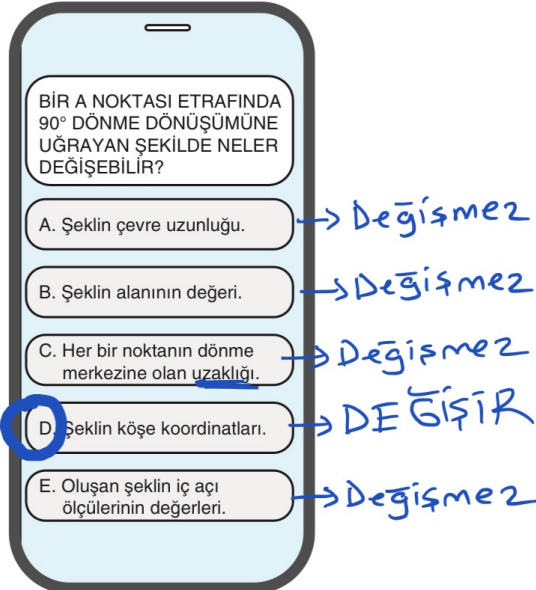 BİR A NOKTASI ETRAFINDA
90° DÖNME DÖNÜŞÜMÜNE
UĞRAYAN ŞEKİLDE NELER
DEĞİŞEBİLİR?
A. Şeklin çevre uzunluğu. → Değişmez
B. Şeklin alanının değeri. → Değişmez
C. Her bir noktanın dönme
merkezine olan uzaklığı. → Değişmez
D. Şeklin köşe koordinatları. → DEĞİŞİR
E. Oluşan şeklin iç açı
ölçülerinin değerleri. → Değişmez